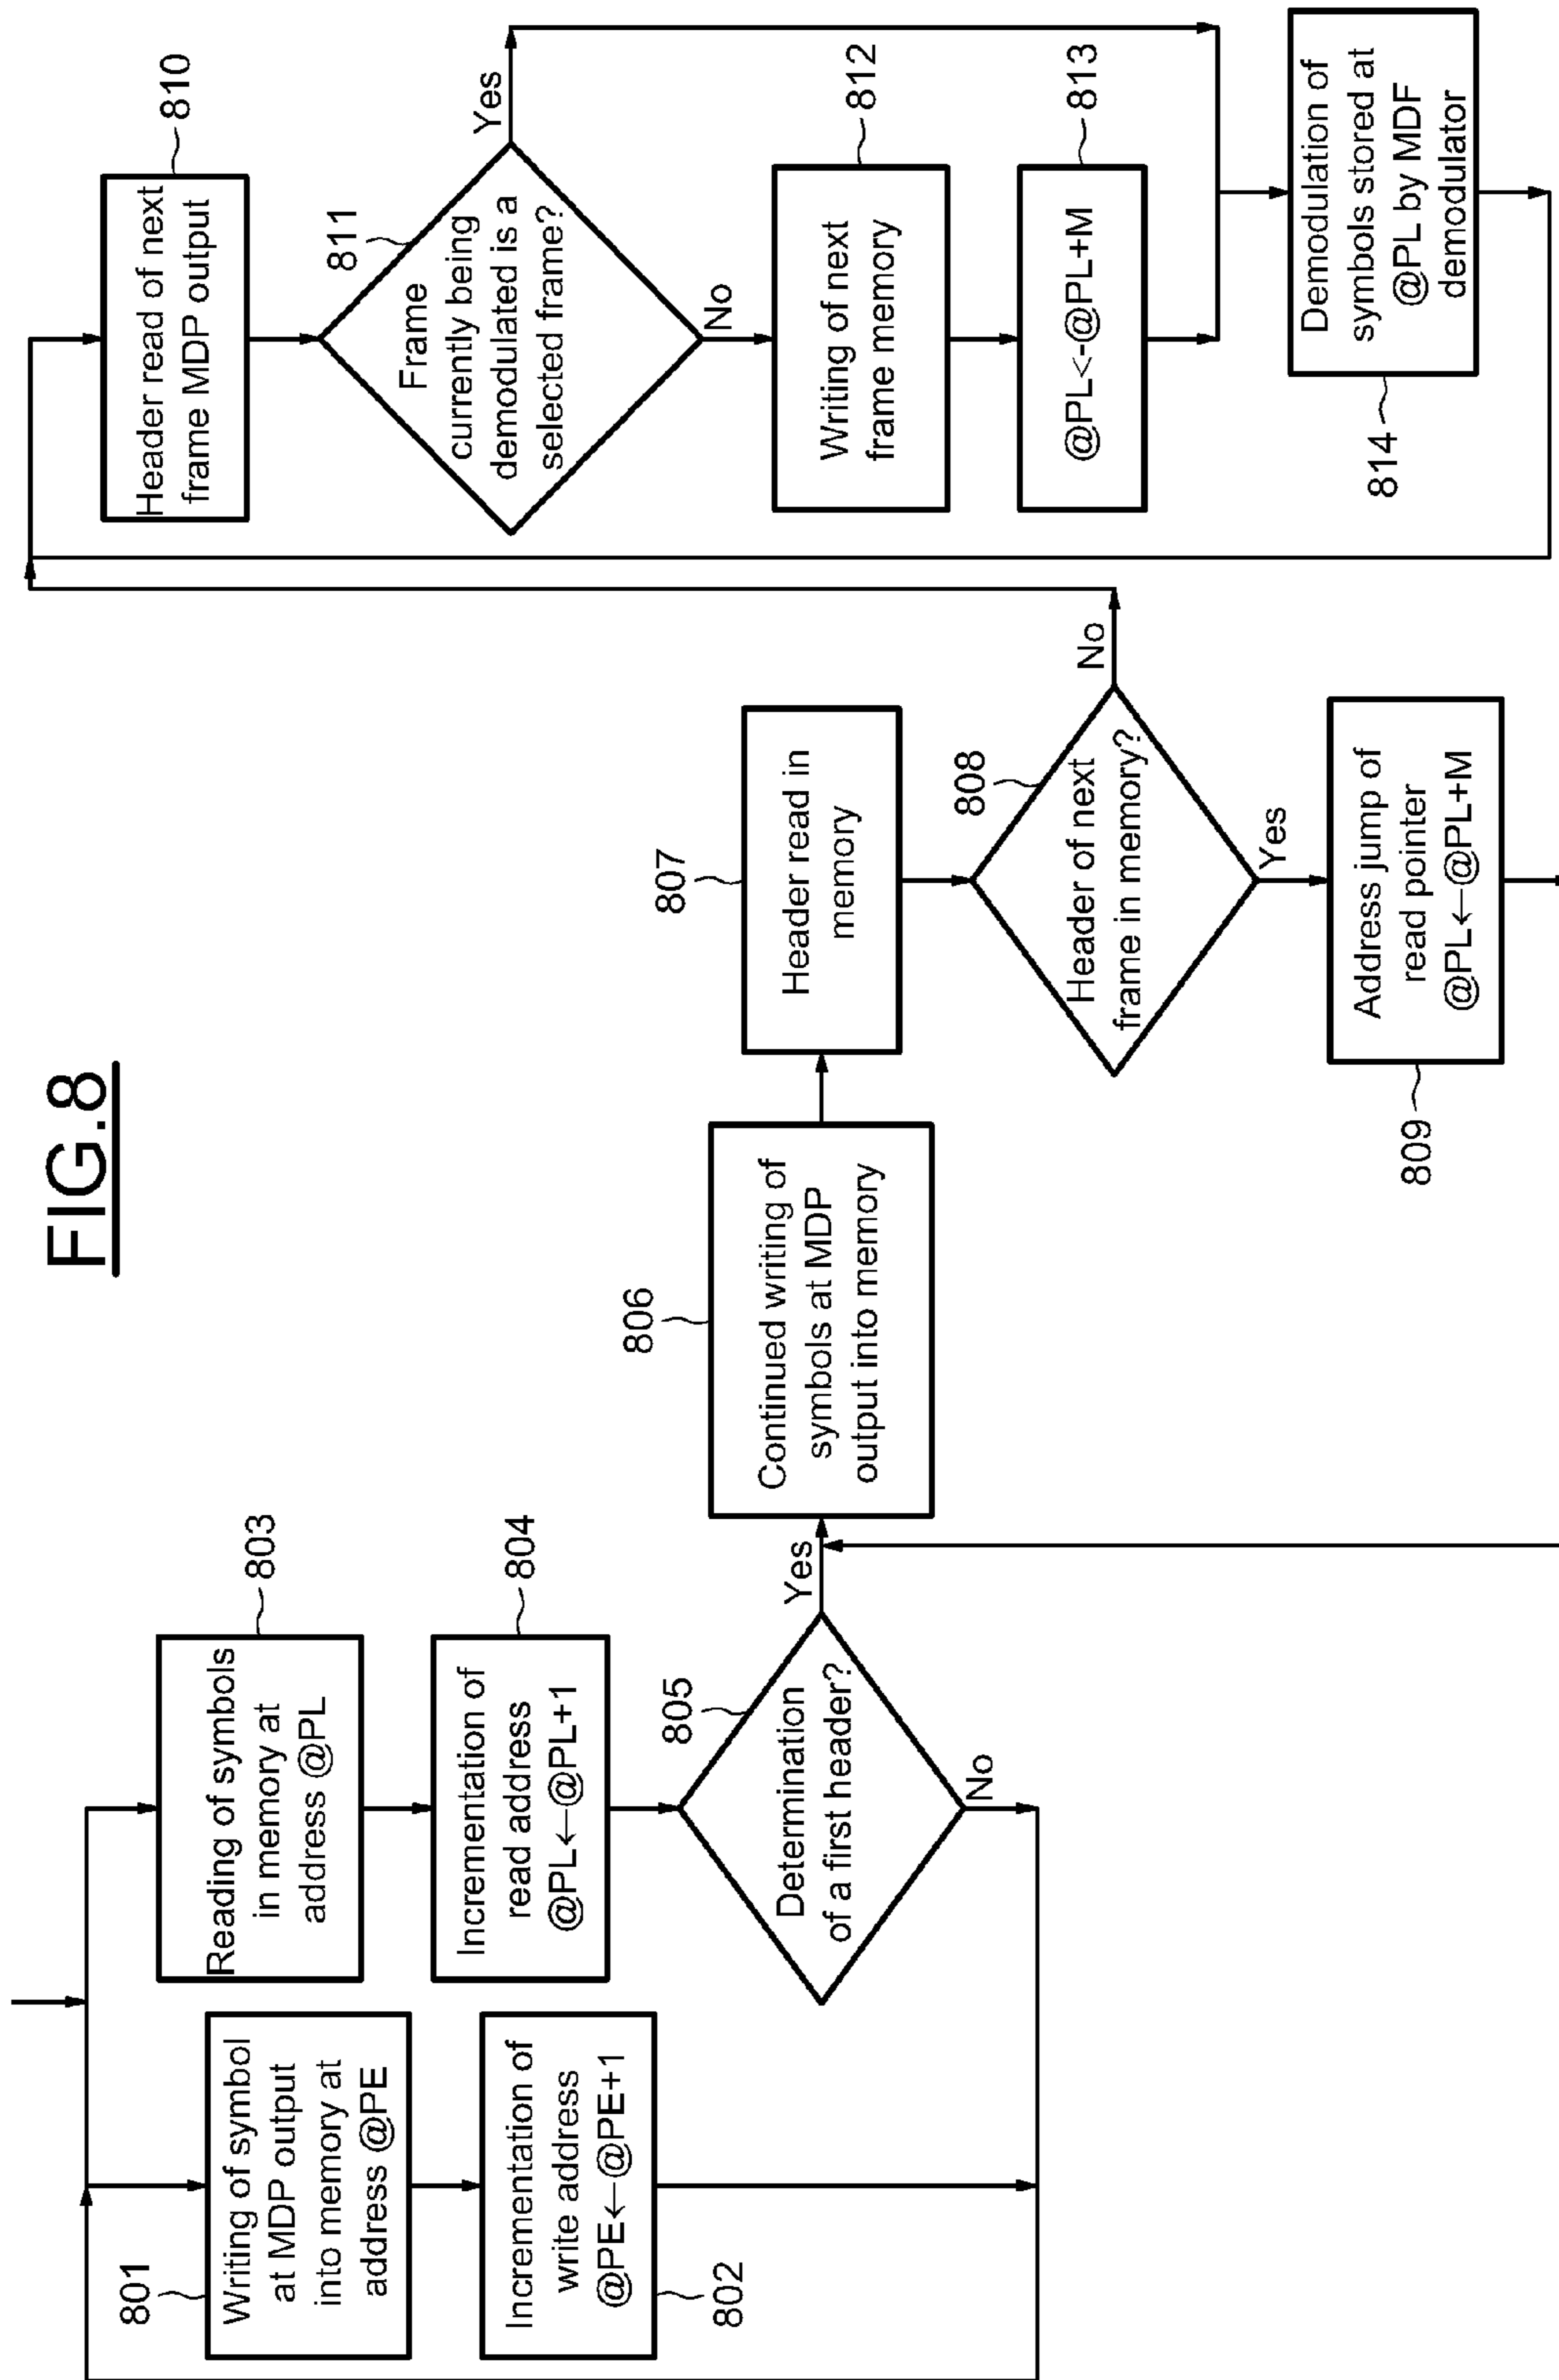 FIG.8
801
Writing of symbol
at MDP output
into memory at
address @PE
Incrementation of
write address
@PE←@PE+1
802
803
Reading of symbols
in memory at
address @PL
804
Incrementation of
read address
@PL←@PL+1
805
Determination
of a first header?
Yes
No
806
Continued writing of
symbols at MDP
output into memory
807
Header read in
memory
808
Header of next
frame in memory?
No
Yes
Address jump of
read pointer
@PL←@PL+M
809
810
Header read of next
frame MDP output
811
Frame
currently being
demodulated is a
selected frame?
Yes
No
812
Writing of next
frame memory
813
@PL<-@PL+M
Demodulation of
symbols stored at
@PL by MDF
demodulator
814